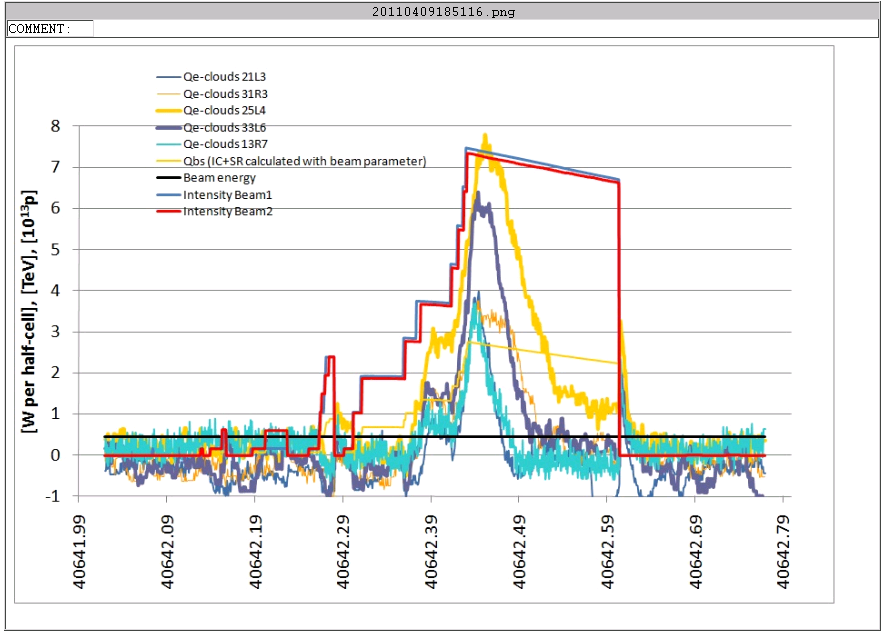 20110409185116.png
COMMENT:
Qe-clouds 21L3
Qe-clouds 31R3
Qe-clouds 25L4
Qe-clouds 33L6
Qe-clouds 13R7
Qbs (IC+SR calculated with beam parameter)
Beam energy
Intensity Beam1
Intensity Beam2
[W per half-cell], [TeV], [10¹³p]
8
7
6
5
4
3
2
1
0
-1
40641.99
40642.09
40642.19
40642.29
40642.39
40642.49
40642.59
40642.69
40642.79